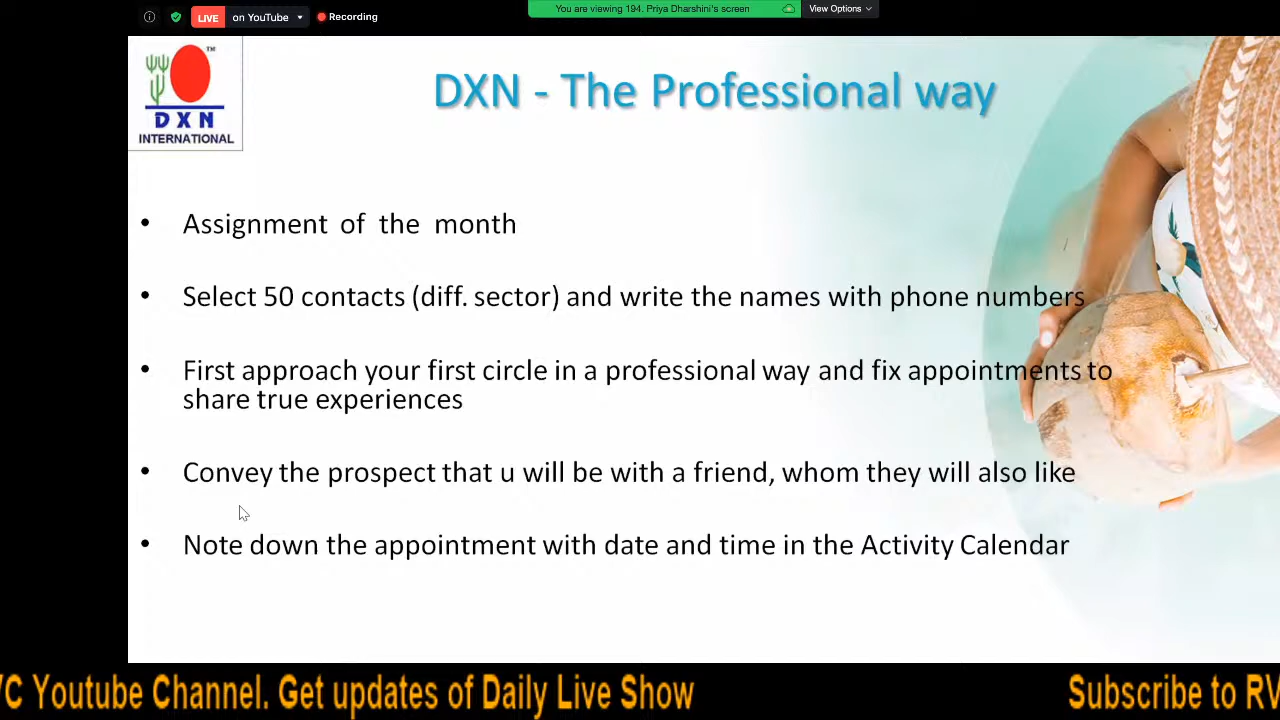 LIVE on YouTube Recording
You are viewing 194. Priya Dharshini's screen View Options
TM
DXN
INTERNATIONAL
DXN - The Professional way
• Assignment of the month
• Select 50 contacts (diff. sector) and write the names with phone numbers
• First approach your first circle in a professional way and fix appointments to
share true experiences
• Convey the prospect that u will be with a friend, whom they will also like
• Note down the appointment with date and time in the Activity Calendar
VC Youtube Channel. Get updates of Daily Live Show Subscribe to RV